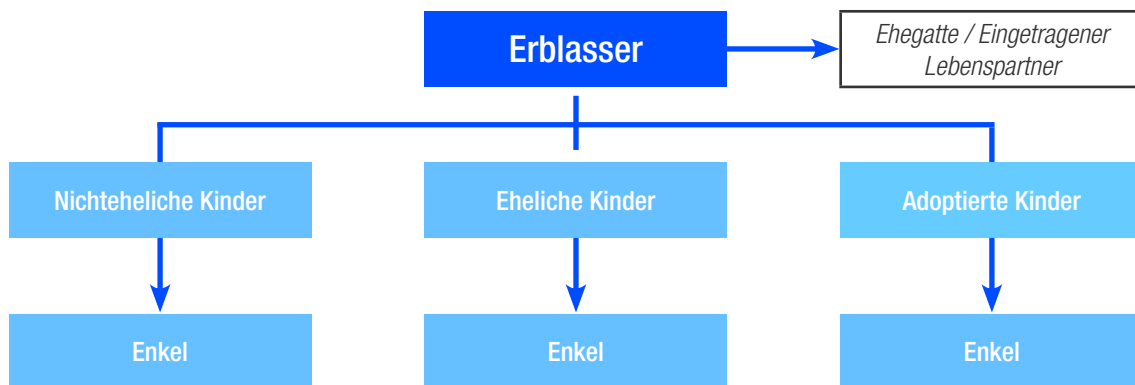 Erblasser
Ehegatte / Eingetragener
Lebenspartner
Nichteheliche Kinder
Eheliche Kinder
Adoptierte Kinder
Enkel
Enkel
Enkel